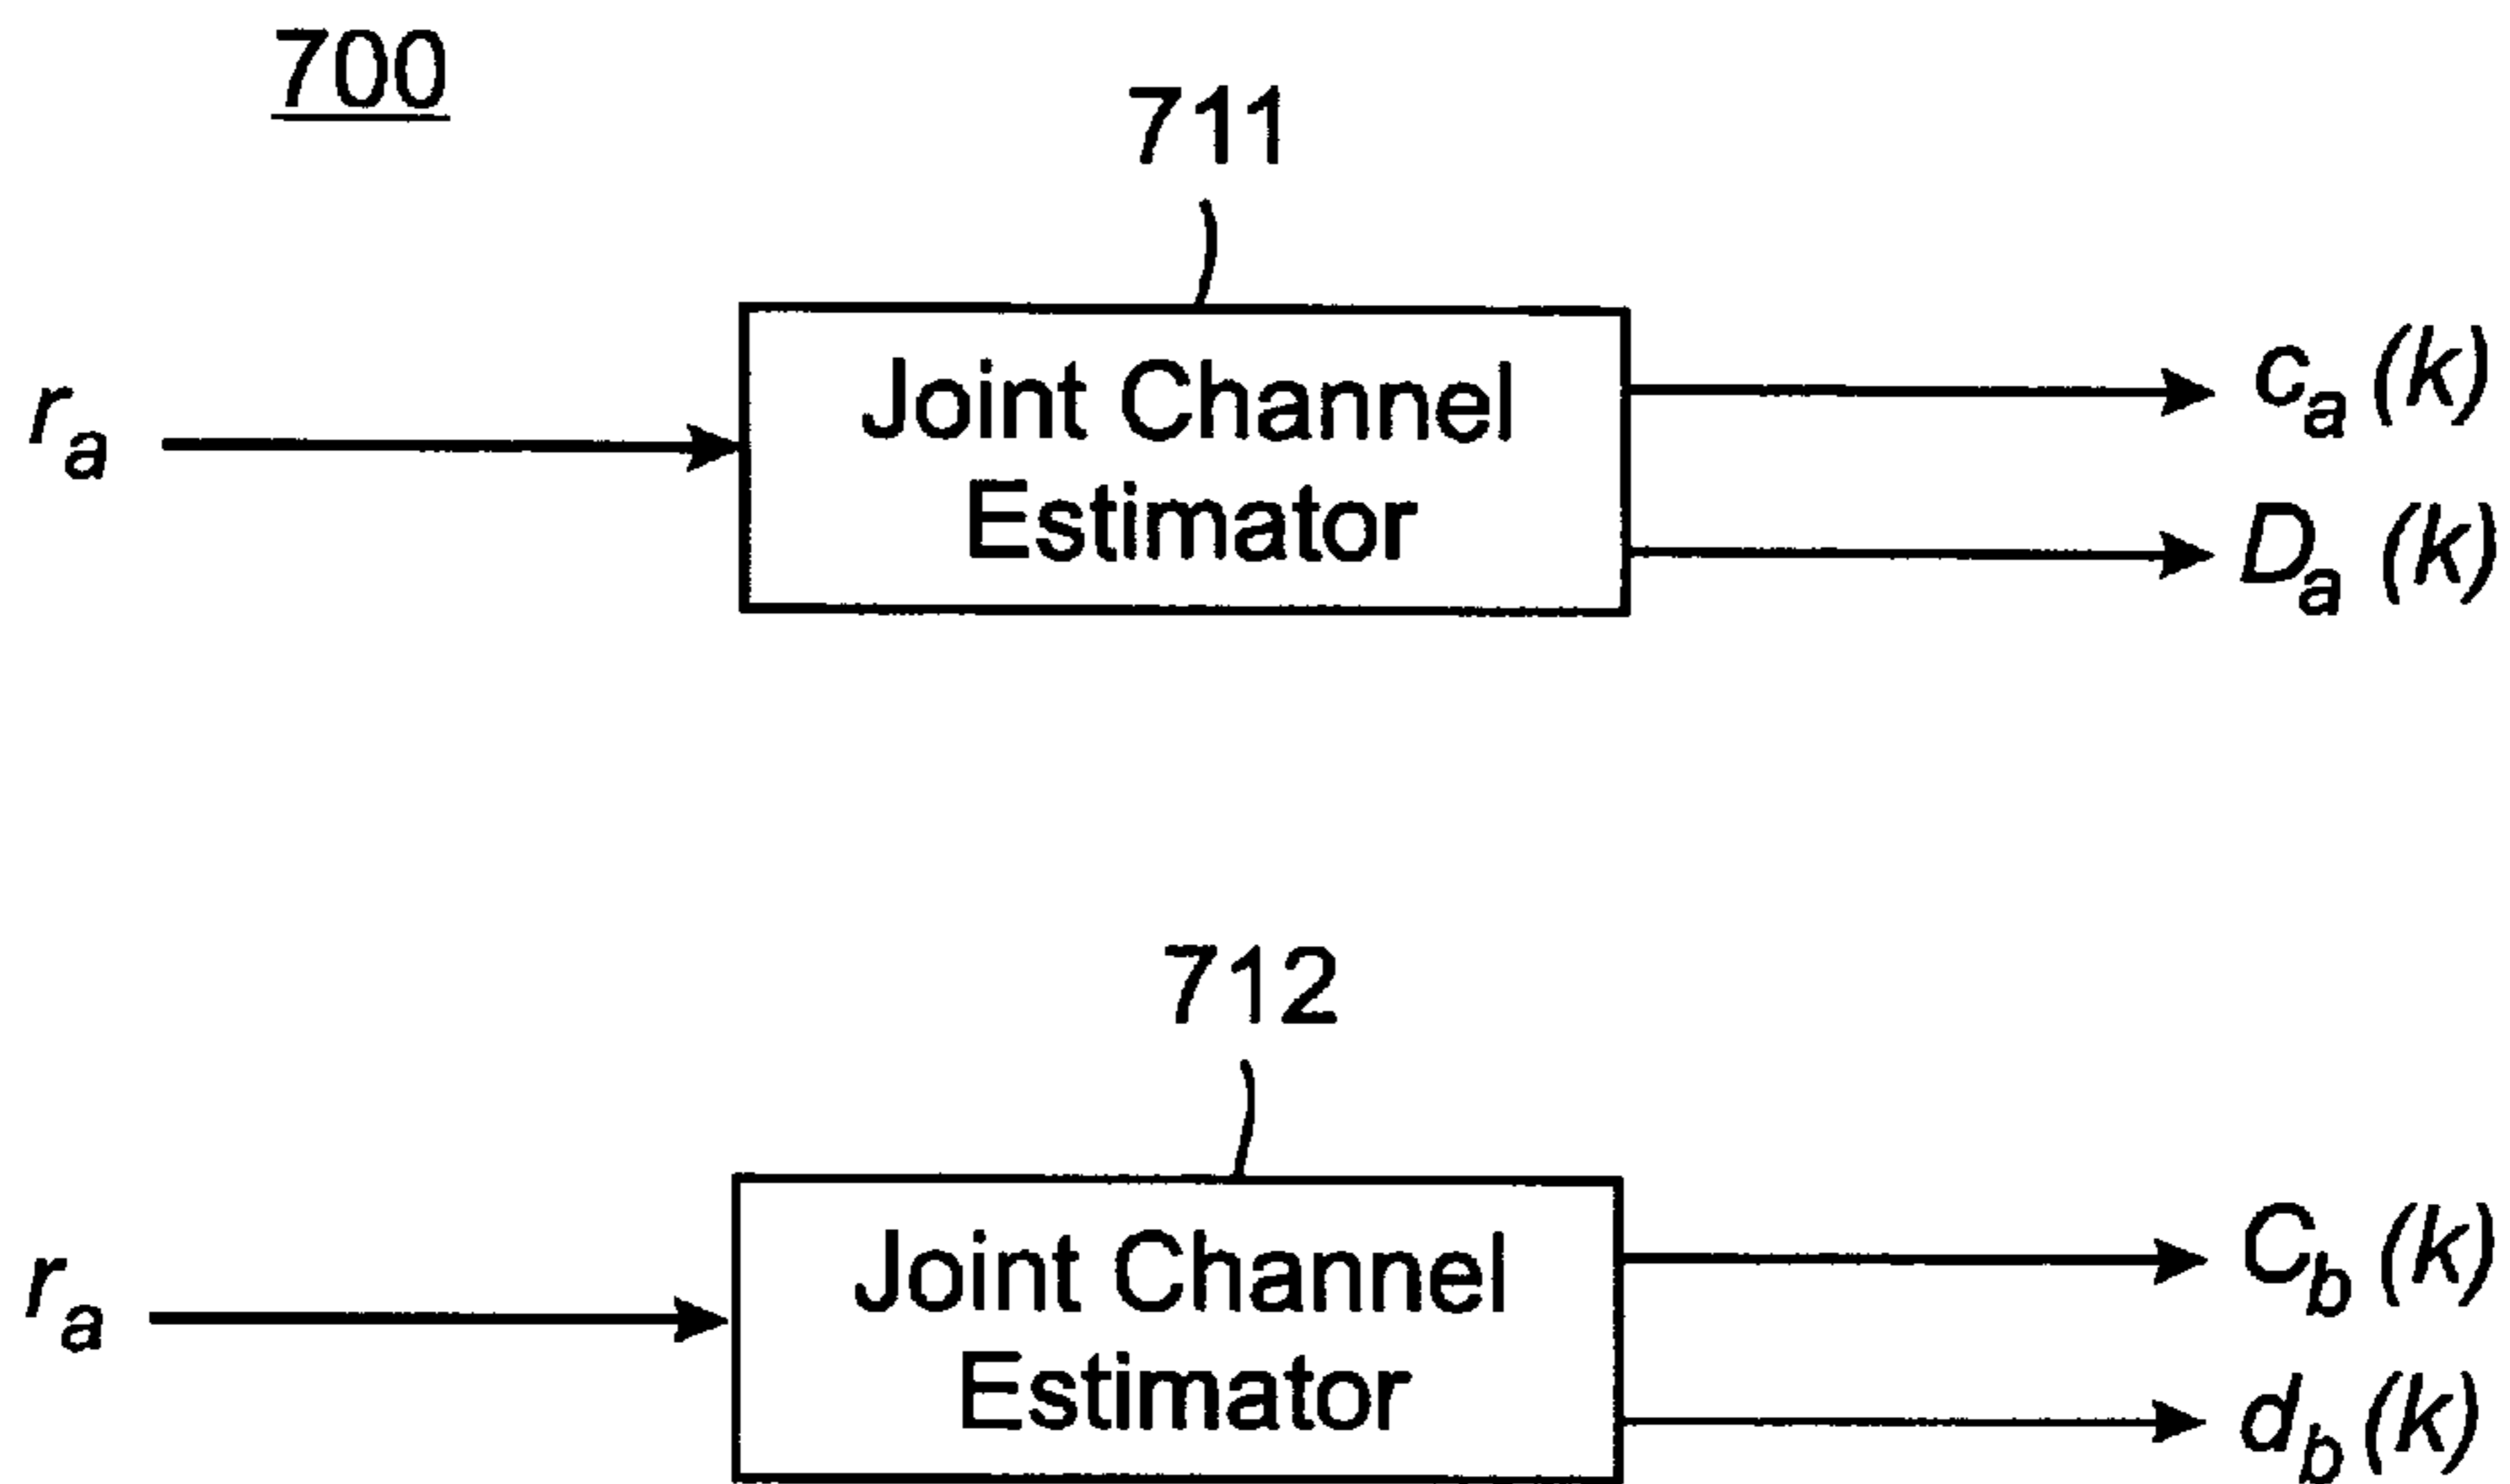 700
711
r_a
Joint Channel
Estimator
c_a (k)
D_a (k)
712
r_a
Joint Channel
Estimator
C_b (k)
d_b (k)